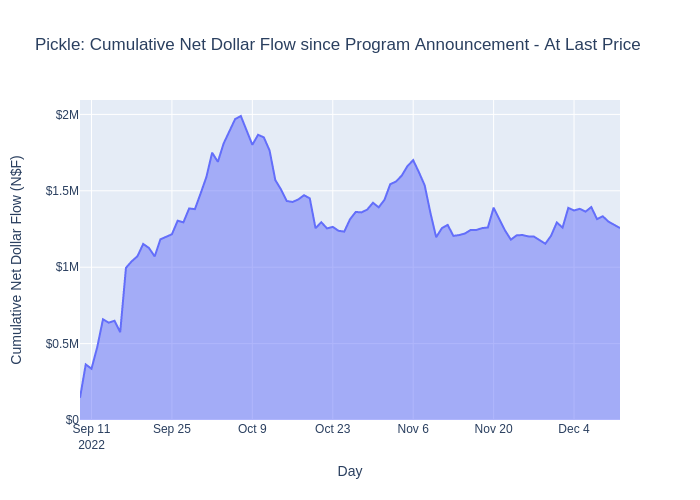 Pickle: Cumulative Net Dollar Flow since Program Announcement - At Last Price
Cumulative Net Dollar Flow (N$F)
$2M
$1.5M
$1M
$0.5M
$0
Sep 11
2022
Sep 25
Oct 9
Oct 23
Nov 6
Nov 20
Dec 4
Day